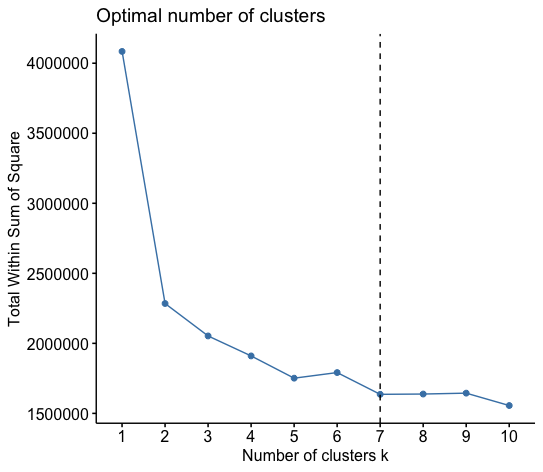 Optimal number of clusters
Total Within Sum of Square
4000000
3500000
3000000
2500000
2000000
1500000
1 2 3 4 5 6 7 8 9 10
Number of clusters k